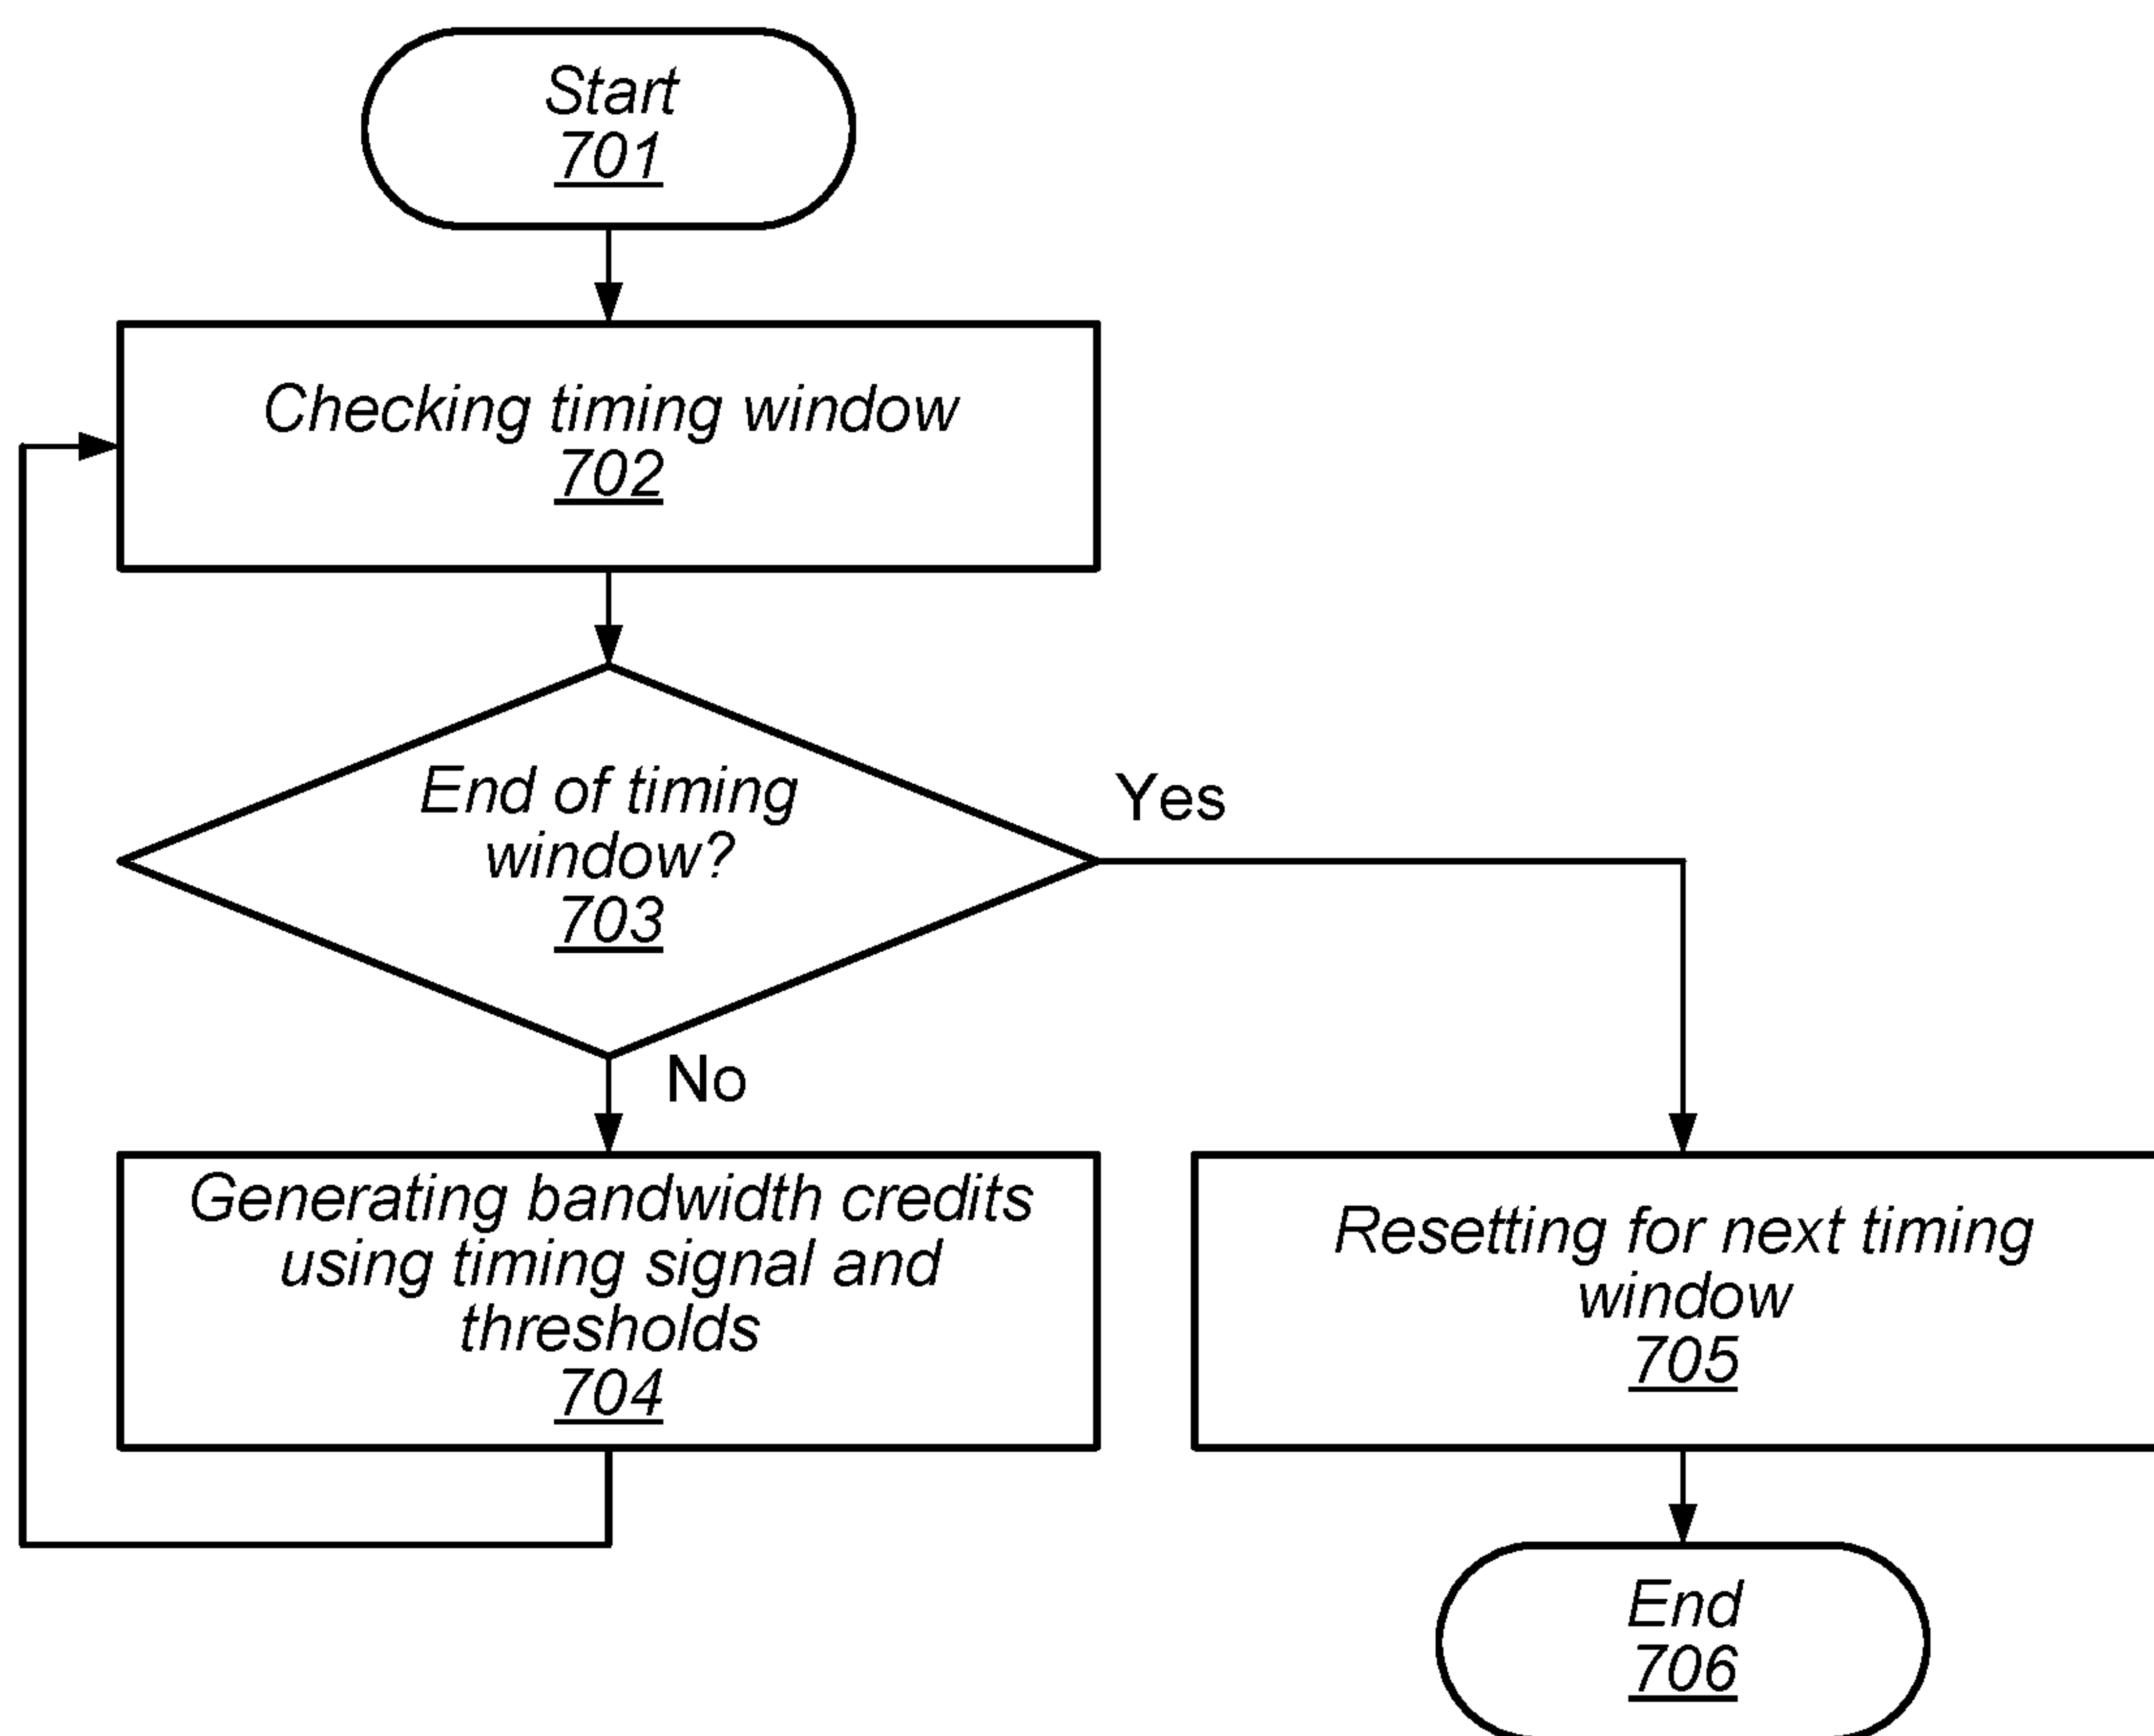 Start
701
Checking timing window
702
End of timing
window?
703
Yes
No
Generating bandwidth credits
using timing signal and
thresholds
704
Resetting for next timing
window
705
End
706